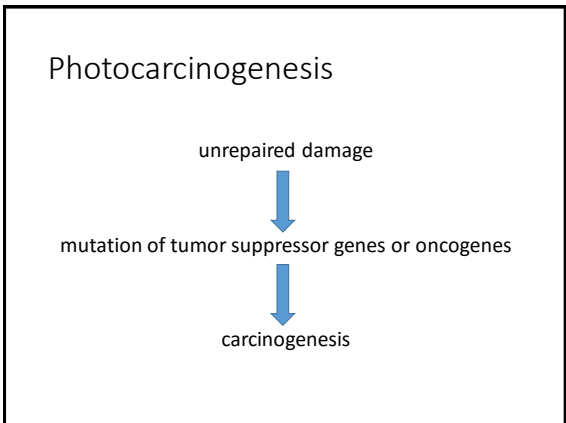 Photocarcinogenesis
unrepaired damage
mutation of tumor suppressor genes or oncogenes
carcinogenesis